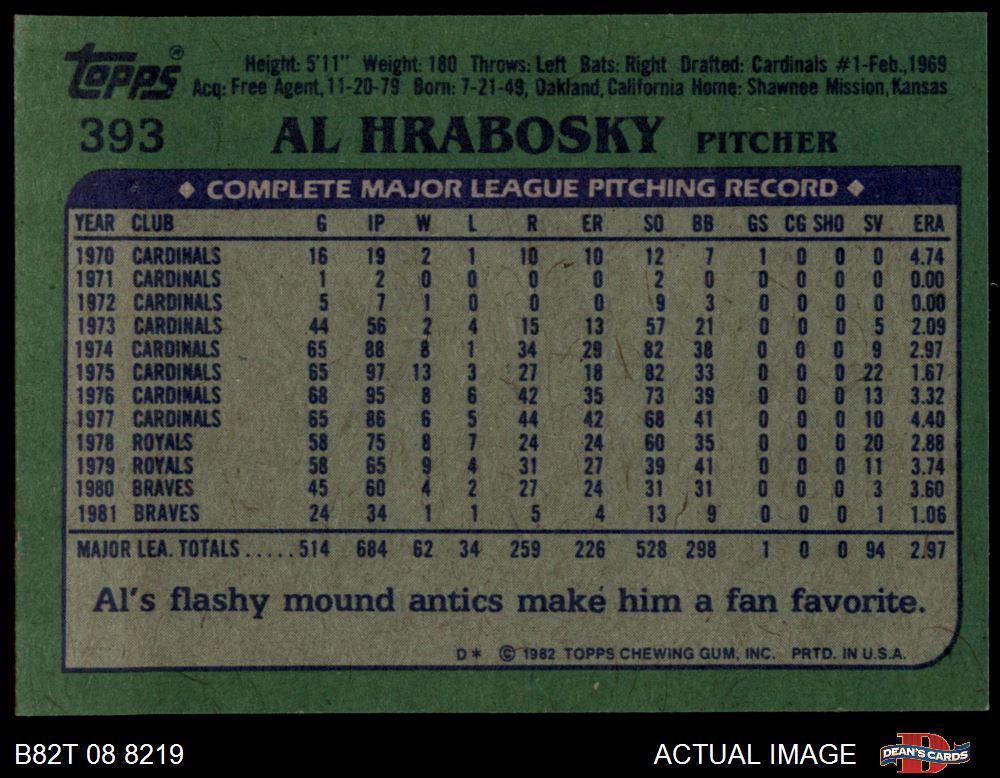 topps®
Height: 5'11" Weight: 180 Throws: Left Bats: Right Drafted: Cardinals #1-Feb.,1969
Acq: Free Agent, 11-20-79 Born: 7-21-49, Oakland, California Home: Shawnee Mission, Kansas
393 AL HRABOSKY PITCHER
◆ COMPLETE MAJOR LEAGUE PITCHING RECORD ◆
YEAR CLUB G IP W L R ER SO BB GS CG SHO SV ERA
1970 CARDINALS 16 19 2 1 10 10 12 7 1 0 0 0 4.74
1971 CARDINALS 1 2 0 0 0 0 2 0 0 0 0 0 0.00
1972 CARDINALS 5 7 1 0 0 0 9 3 0 0 0 0 0.00
1973 CARDINALS 44 56 2 4 15 13 57 21 0 0 0 5 2.09
1974 CARDINALS 65 88 8 1 34 29 82 38 0 0 0 9 2.97
1975 CARDINALS 65 97 13 3 27 18 82 33 0 0 0 22 1.67
1976 CARDINALS 68 95 8 6 42 35 73 39 0 0 0 13 3.32
1977 CARDINALS 65 86 6 5 44 42 68 41 0 0 0 10 4.40
1978 ROYALS 58 75 8 7 24 24 60 35 0 0 0 20 2.88
1979 ROYALS 58 65 9 4 31 27 39 41 0 0 0 11 3.74
1980 BRAVES 45 60 4 2 27 24 31 31 0 0 0 3 3.60
1981 BRAVES 24 34 1 1 5 4 13 9 0 0 0 1 1.06
MAJOR LEA. TOTALS.....514 684 62 34 259 226 528 298 1 0 0 94 2.97
Al's flashy mound antics make him a fan favorite.
D* © 1982 TOPPS CHEWING GUM, INC. PRTD. IN U.S.A.
B82T 08 8219 ACTUAL IMAGE D DEAN'S CARDS